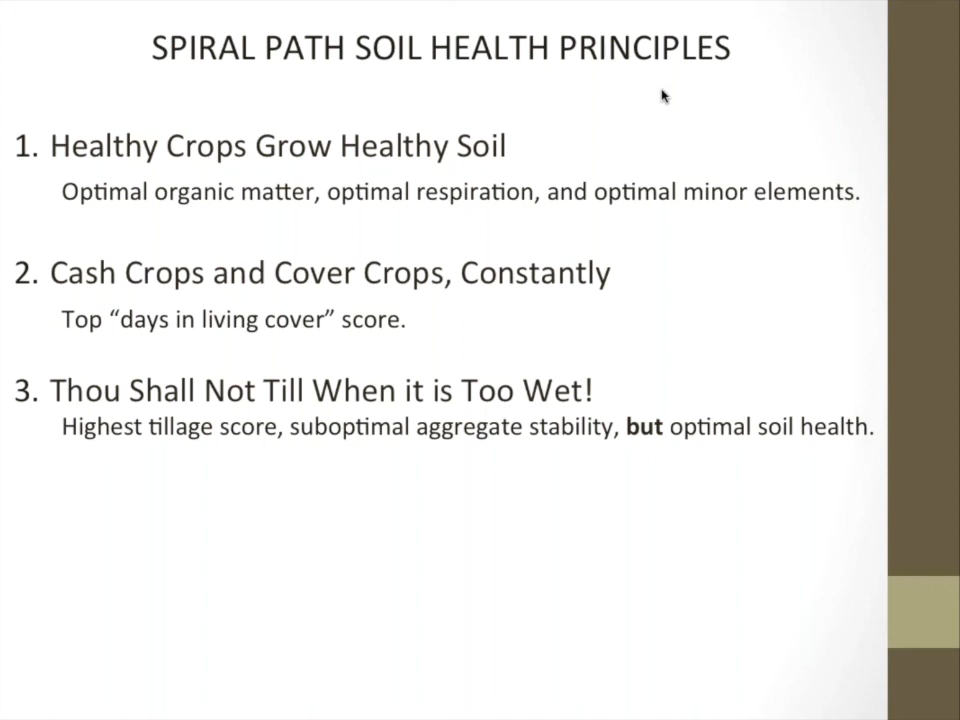 SPIRAL PATH SOIL HEALTH PRINCIPLES
1. Healthy Crops Grow Healthy Soil
Optimal organic matter, optimal respiration, and optimal minor elements.
2. Cash Crops and Cover Crops, Constantly
Top “days in living cover” score.
3. Thou Shall Not Till When it is Too Wet!
Highest tillage score, suboptimal aggregate stability, but optimal soil health.